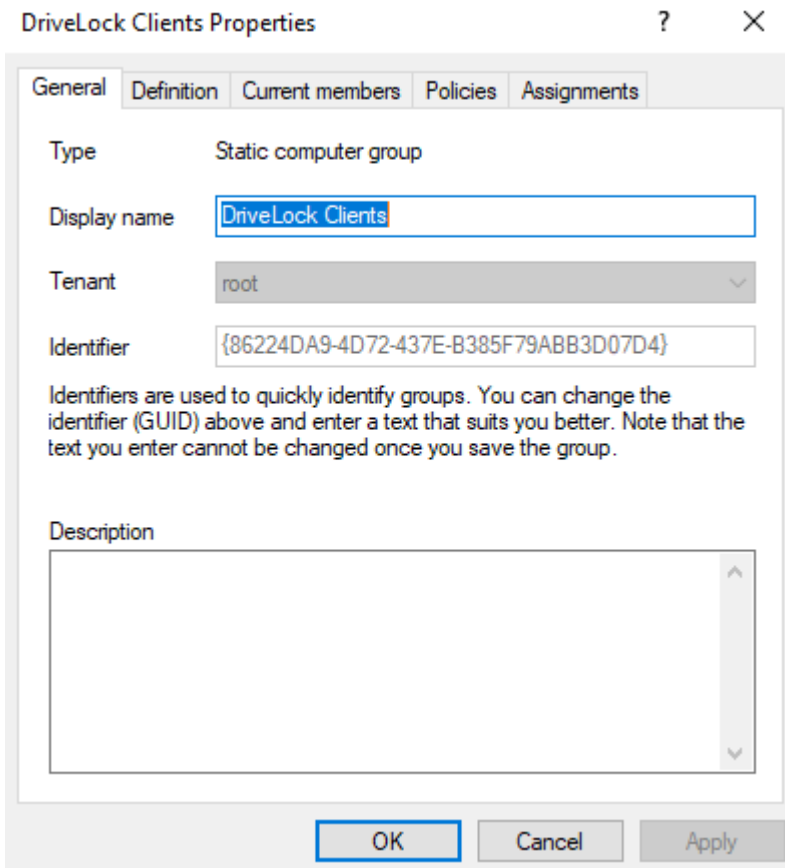 DriveLock Clients Properties ?
General Definition Current members Policies Assignments
Type Static computer group
Display name DriveLock Clients
Tenant root
Identifier {86224DA9-4D72-437E-B385F79ABB3D07D4}
Identifiers are used to quickly identify groups. You can change the
identifier (GUID) above and enter a text that suits you better. Note that the
text you enter cannot be changed once you save the group.
Description
OK Cancel Apply